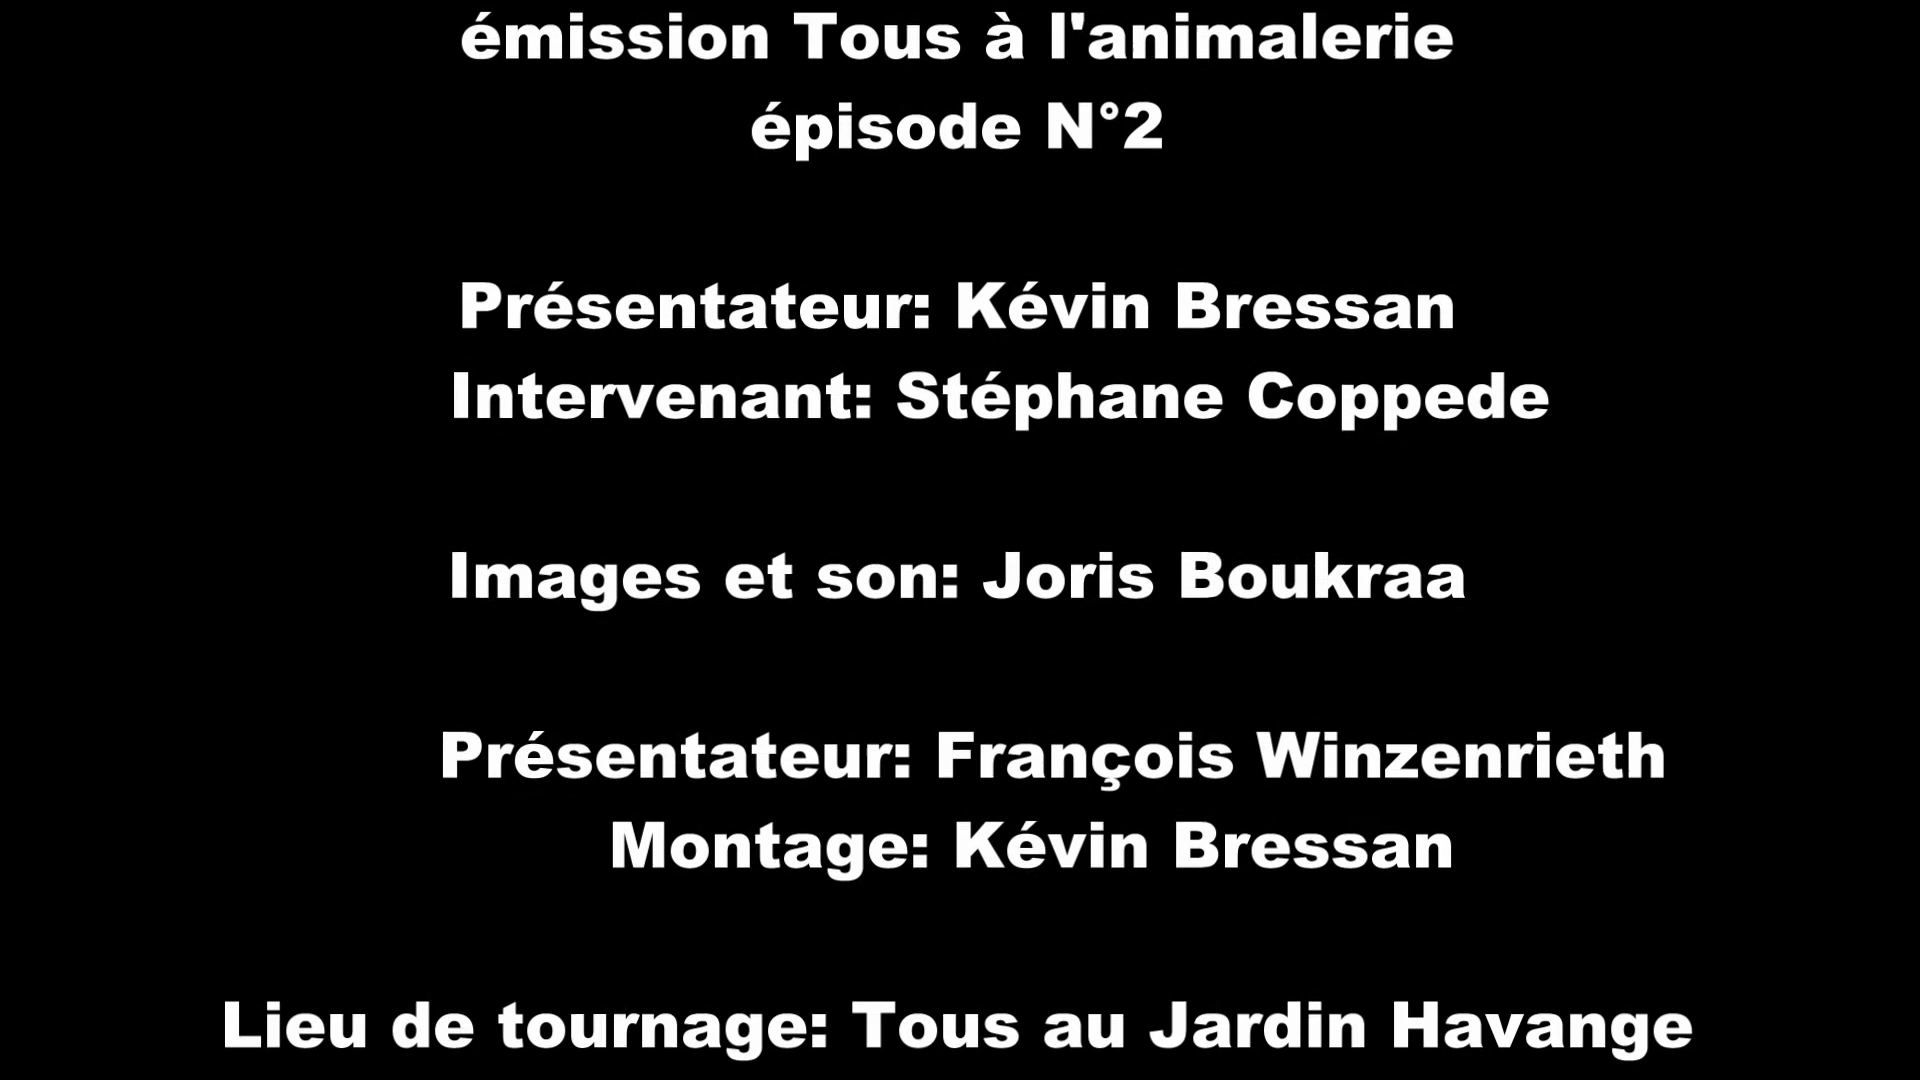 émission Tous à l'animalerie
épisode N°2
Présentateur: Kévin Bressan
Intervenant: Stéphane Coppede
Images et son: Joris Boukraa
Présentateur: François Winzenrieth
Montage: Kévin Bressan
Lieu de tournage: Tous au Jardin Havange